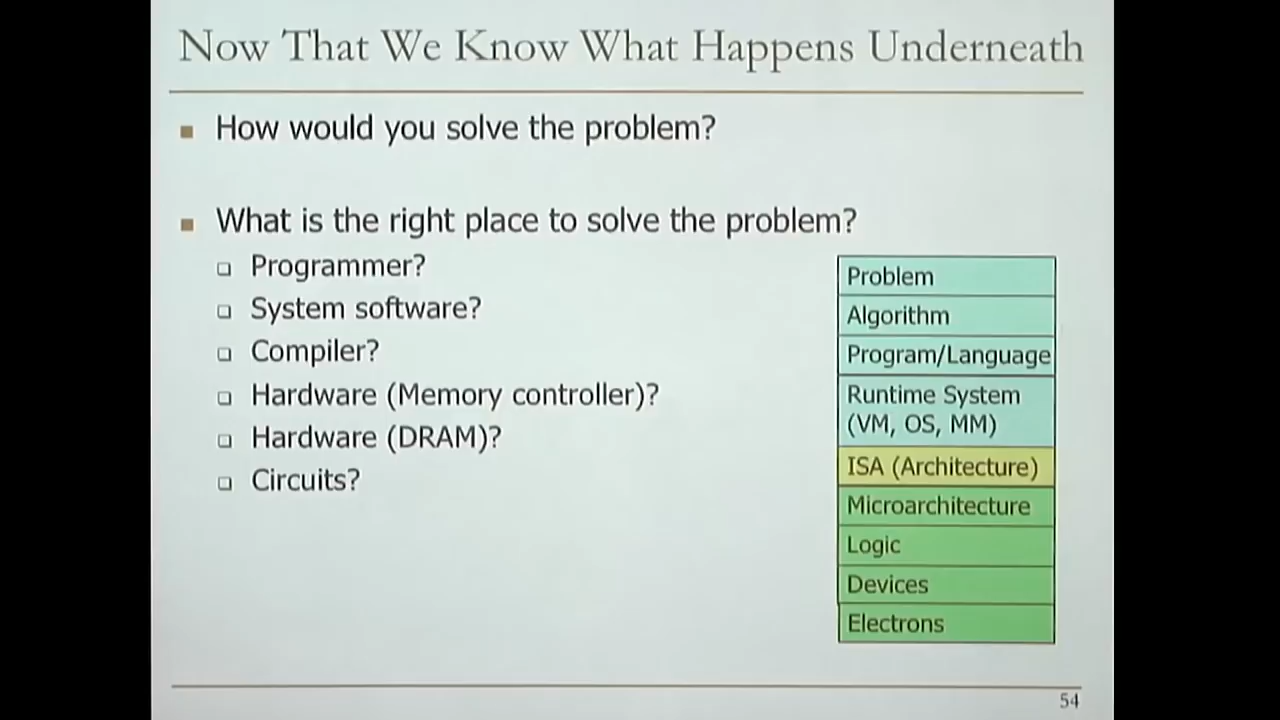 Now That We Know What Happens Underneath
How would you solve the problem?
What is the right place to solve the problem?
Programmer?
System software?
Compiler?
Hardware (Memory controller)?
Hardware (DRAM)?
Circuits?
Problem
Algorithm
Program/Language
Runtime System
(VM, OS, MM)
ISA (Architecture)
Microarchitecture
Logic
Devices
Electrons
54